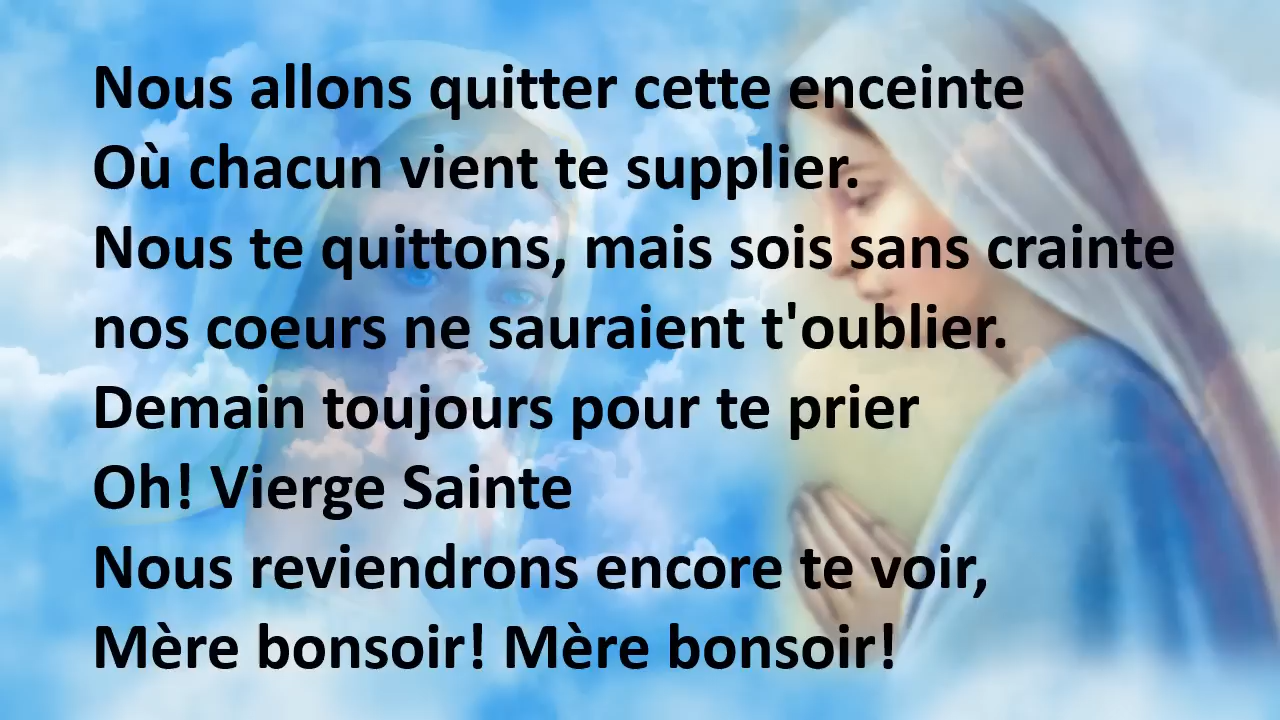 Nous allons quitter cette enceinte
Où chacun vient te supplier.
Nous te quittons, mais sois sans crainte
nos coeurs ne sauraient t'oublier.
Demain toujours pour te prier
Oh! Vierge Sainte
Nous reviendrons encore te voir,
Mère bonsoir! Mère bonsoir!